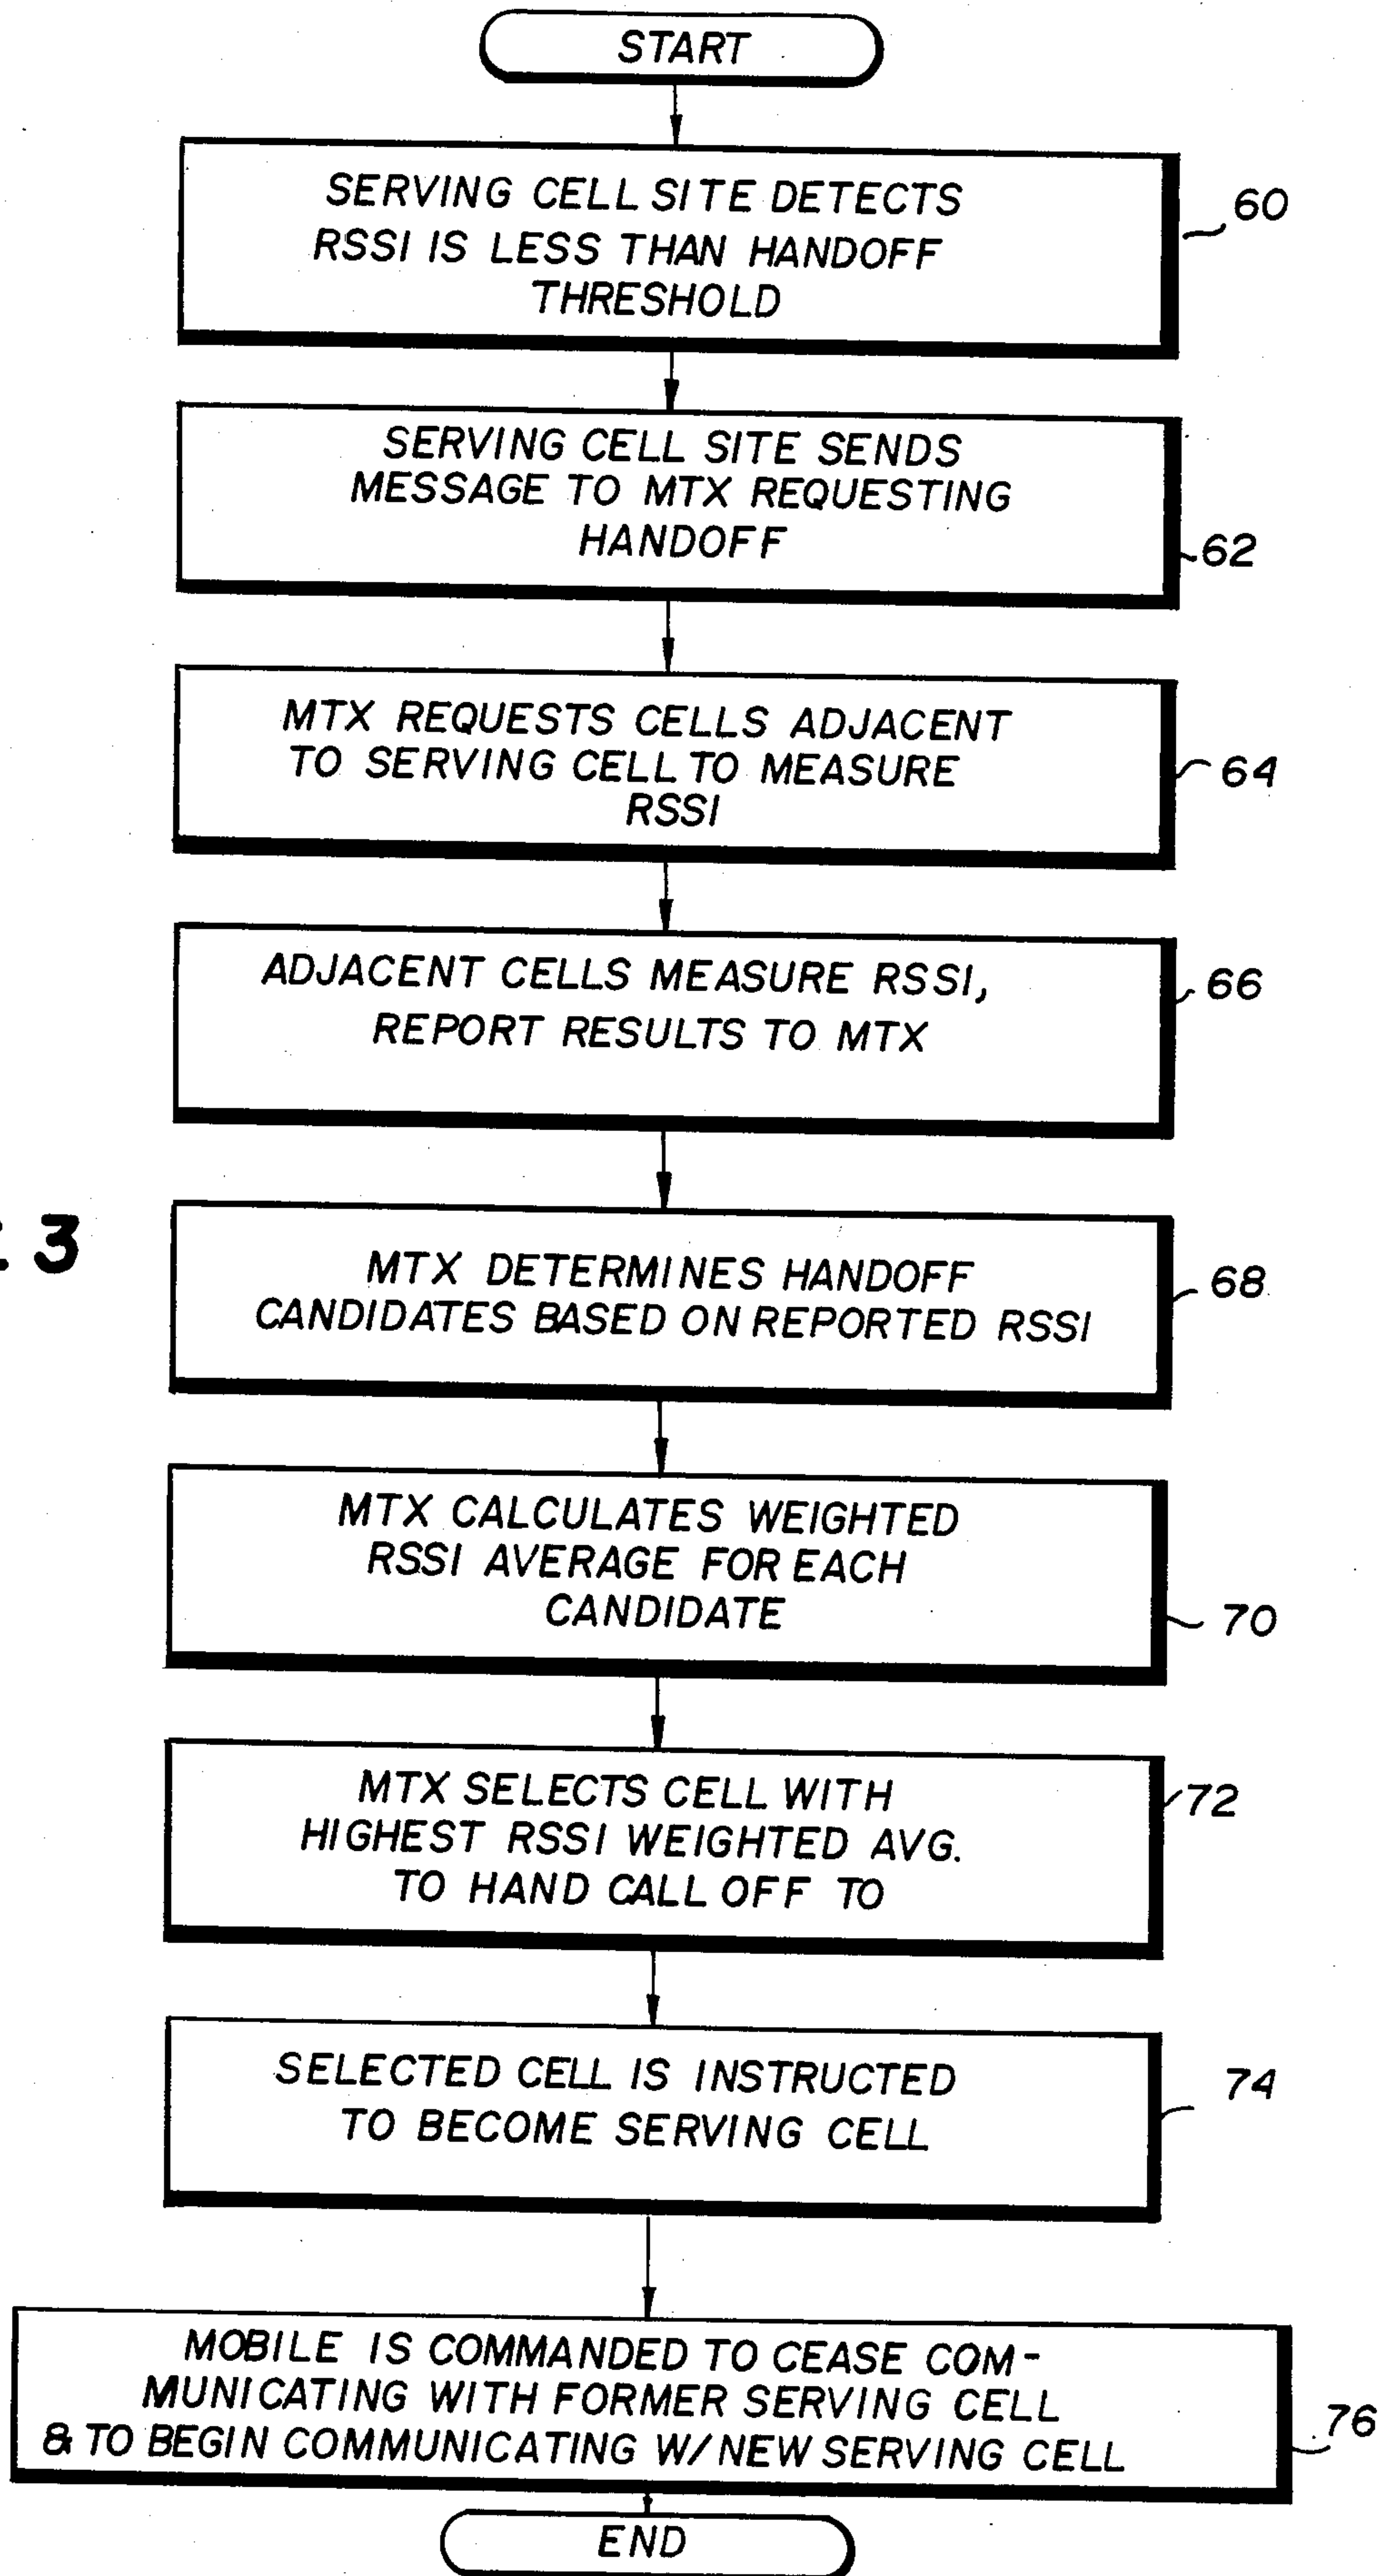 START
SERVING CELL SITE DETECTS
RSSI IS LESS THAN HANDOFF
THRESHOLD
60
SERVING CELL SITE SENDS
MESSAGE TO MTX REQUESTING
HANDOFF
62
MTX REQUESTS CELLS ADJACENT
TO SERVING CELL TO MEASURE
RSSI
64
ADJACENT CELLS MEASURE RSSI,
REPORT RESULTS TO MTX
66
3
MTX DETERMINES HANDOFF
CANDIDATES BASED ON REPORTED RSSI
68
MTX CALCULATES WEIGHTED
RSSI AVERAGE FOR EACH
CANDIDATE
70
MTX SELECTS CELL WITH
HIGHEST RSSI WEIGHTED AVG.
TO HAND CALL OFF TO
72
SELECTED CELL IS INSTRUCTED
TO BECOME SERVING CELL
74
MOBILE IS COMMANDED TO CEASE COM-
MUNICATING WITH FORMER SERVING CELL
& TO BEGIN COMMUNICATING W/NEW SERVING CELL
76
END